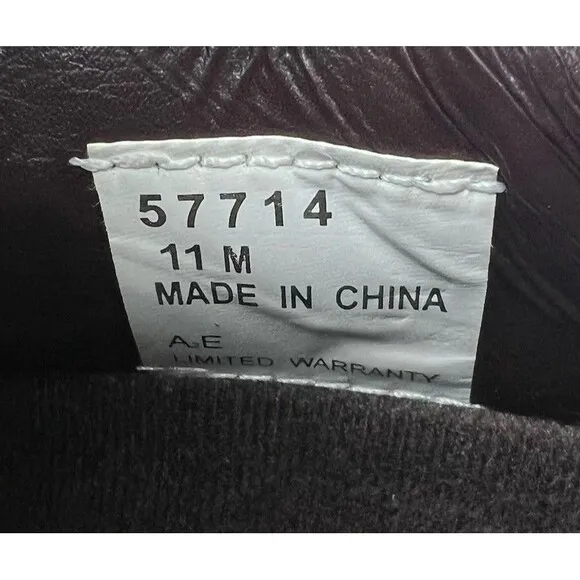 57714
11 M
MADE IN CHINA
A E
LIMITED WARRANTY